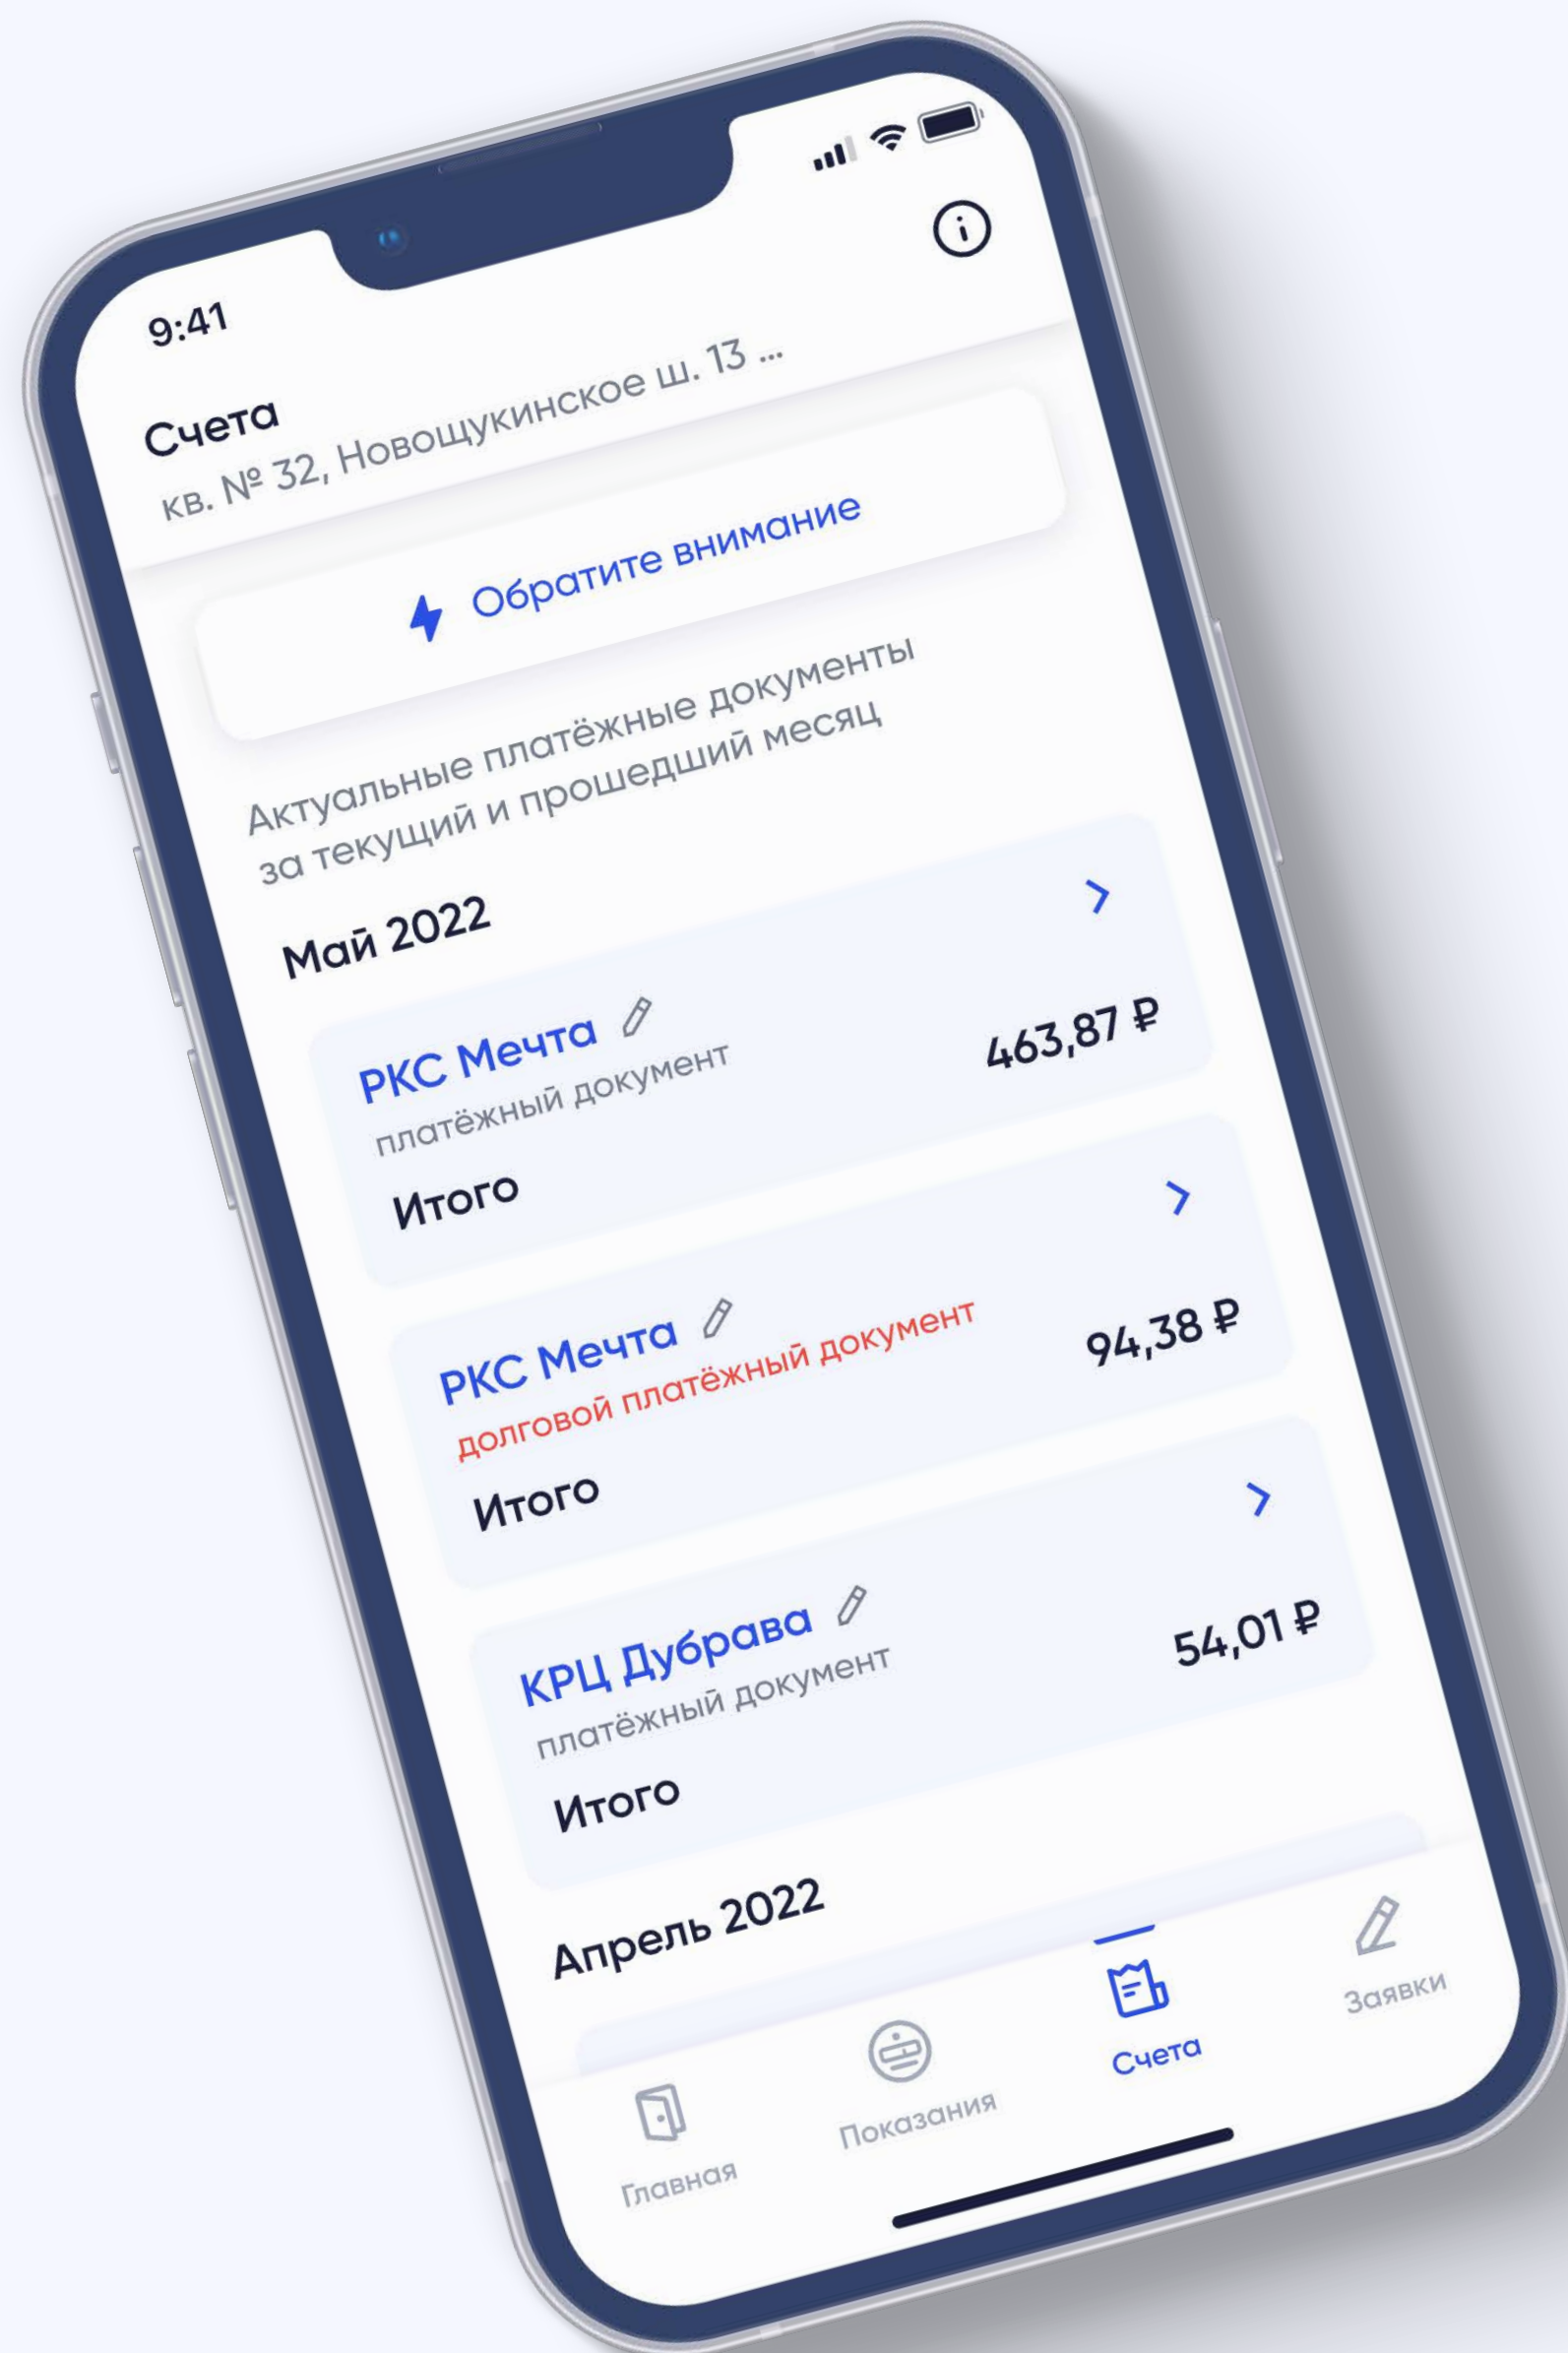 9:41
Счета
кв. № 32, Новощукинское ш. 13 ...
Обратите внимание
Актуальные платёжные документы
за текущий и прошедший месяц
Май 2022
РКС Мечта
платёжный документ
Итого 463,87 ₽
РКС Мечта
долговой платёжный документ
Итого 94,38 ₽
КРЦ Дубрава
платёжный документ
Итого 54,01 ₽
Апрель 2022
Главная
Показания
Счета
Заявки